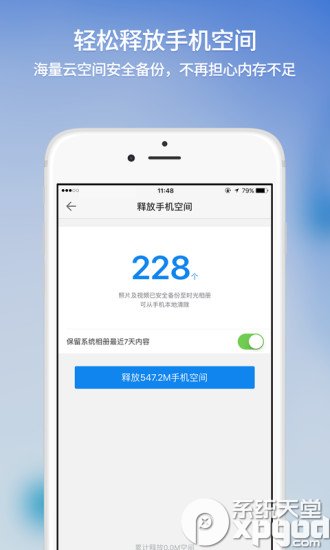 轻松释放手机空间
海量云空间安全备份，不再担心内存不足
11:48
释放手机空间
228个
照片及视频已安全备份至时光相册
可从手机本地清除
保留系统相册最近7天内容
释放547.2M手机空间
累计释放0.0M空间
系统天堂
xpgod
.com